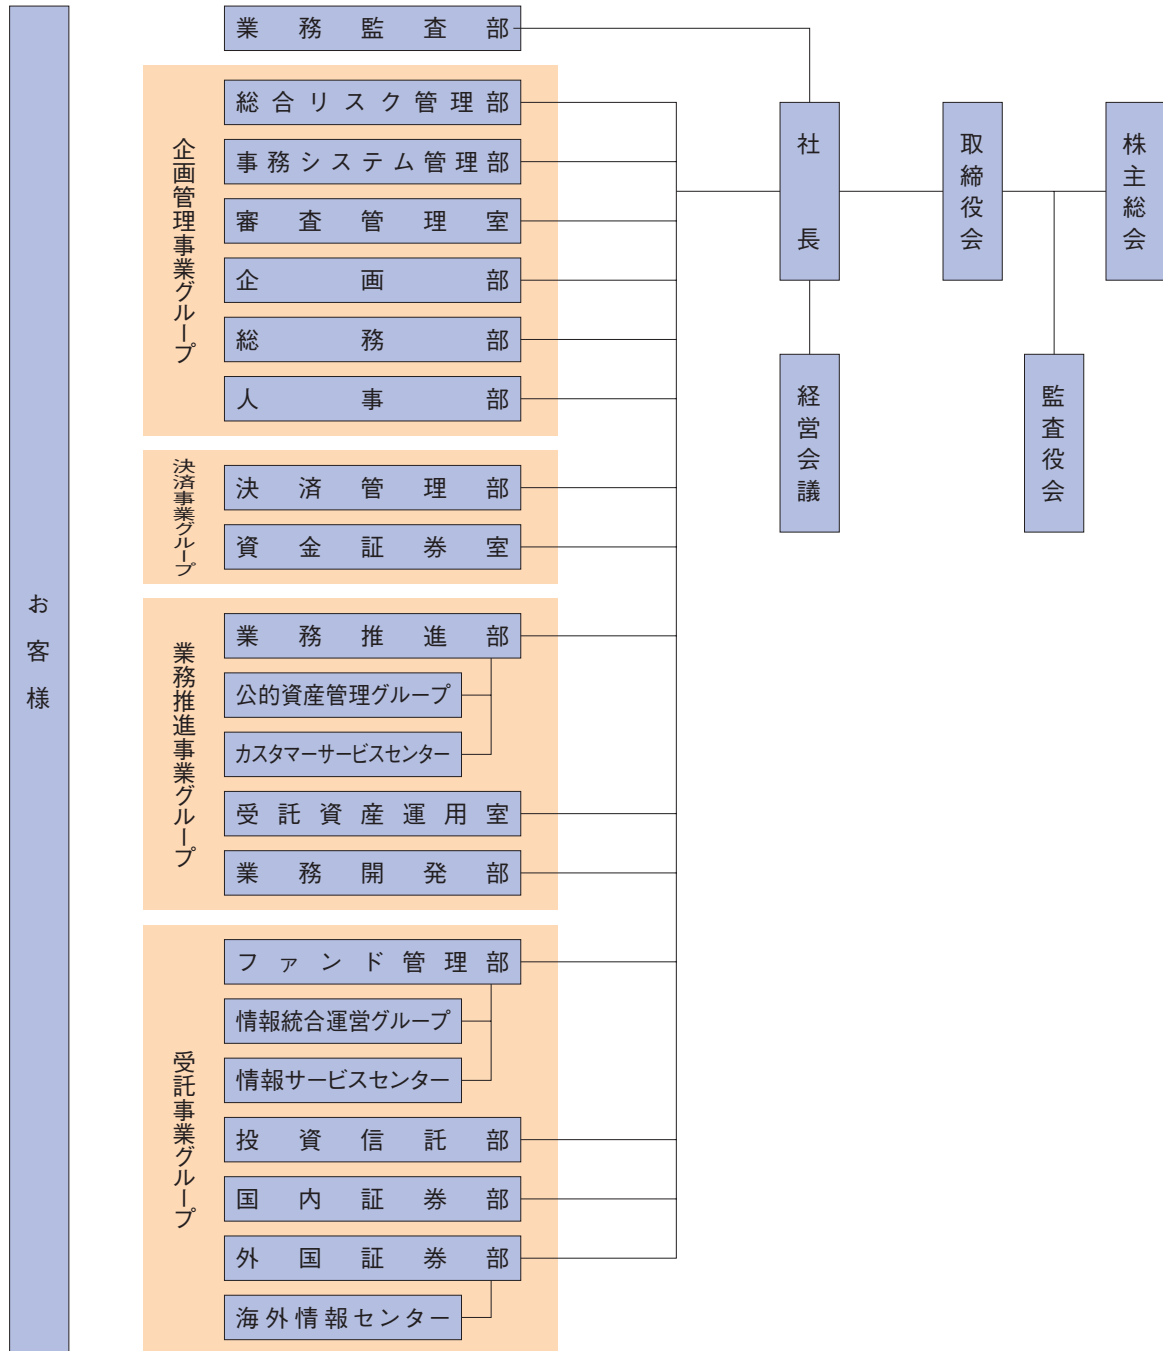 お客様
業務監査部
企画管理事業グループ
総合リスク管理部
事務システム管理部
審査管理室
企画部
総務部
人事部
決済事業グループ
決済管理部
資金証券室
業務推進事業グループ
業務推進部
公的資産管理グループ
カスタマーサービスセンター
受託資産運用室
業務開発部
受託事業グループ
ファンド管理部
情報統合運営グループ
情報サービスセンター
投資信託部
国内証券部
外国証券部
海外情報センター
社長
経営会議
取締役会
監査役会
株主総会